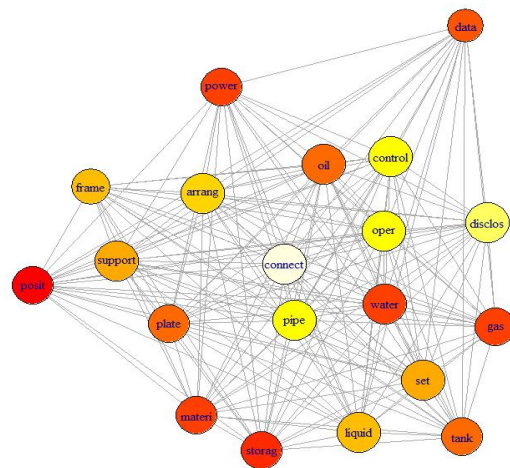 data
power
control
oil
frame
arrang
disclos
oper
support
connect
posit
water
pipe
plate
gas
set
materi
liquid
tank
storag